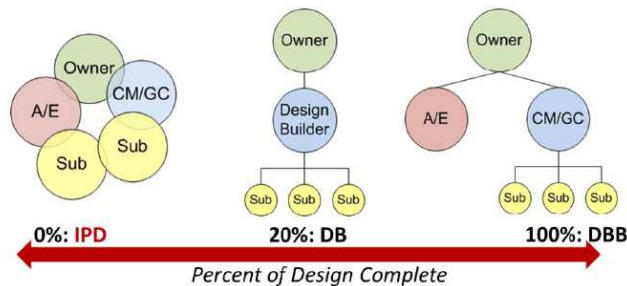 Owner
A/E
CM/GC
Sub
Sub
0%: IPD
Owner
Design
Builder
Sub Sub Sub
20%: DB
Owner
A/E
CM/GC
Sub Sub Sub
100%: DBB
Percent of Design Complete